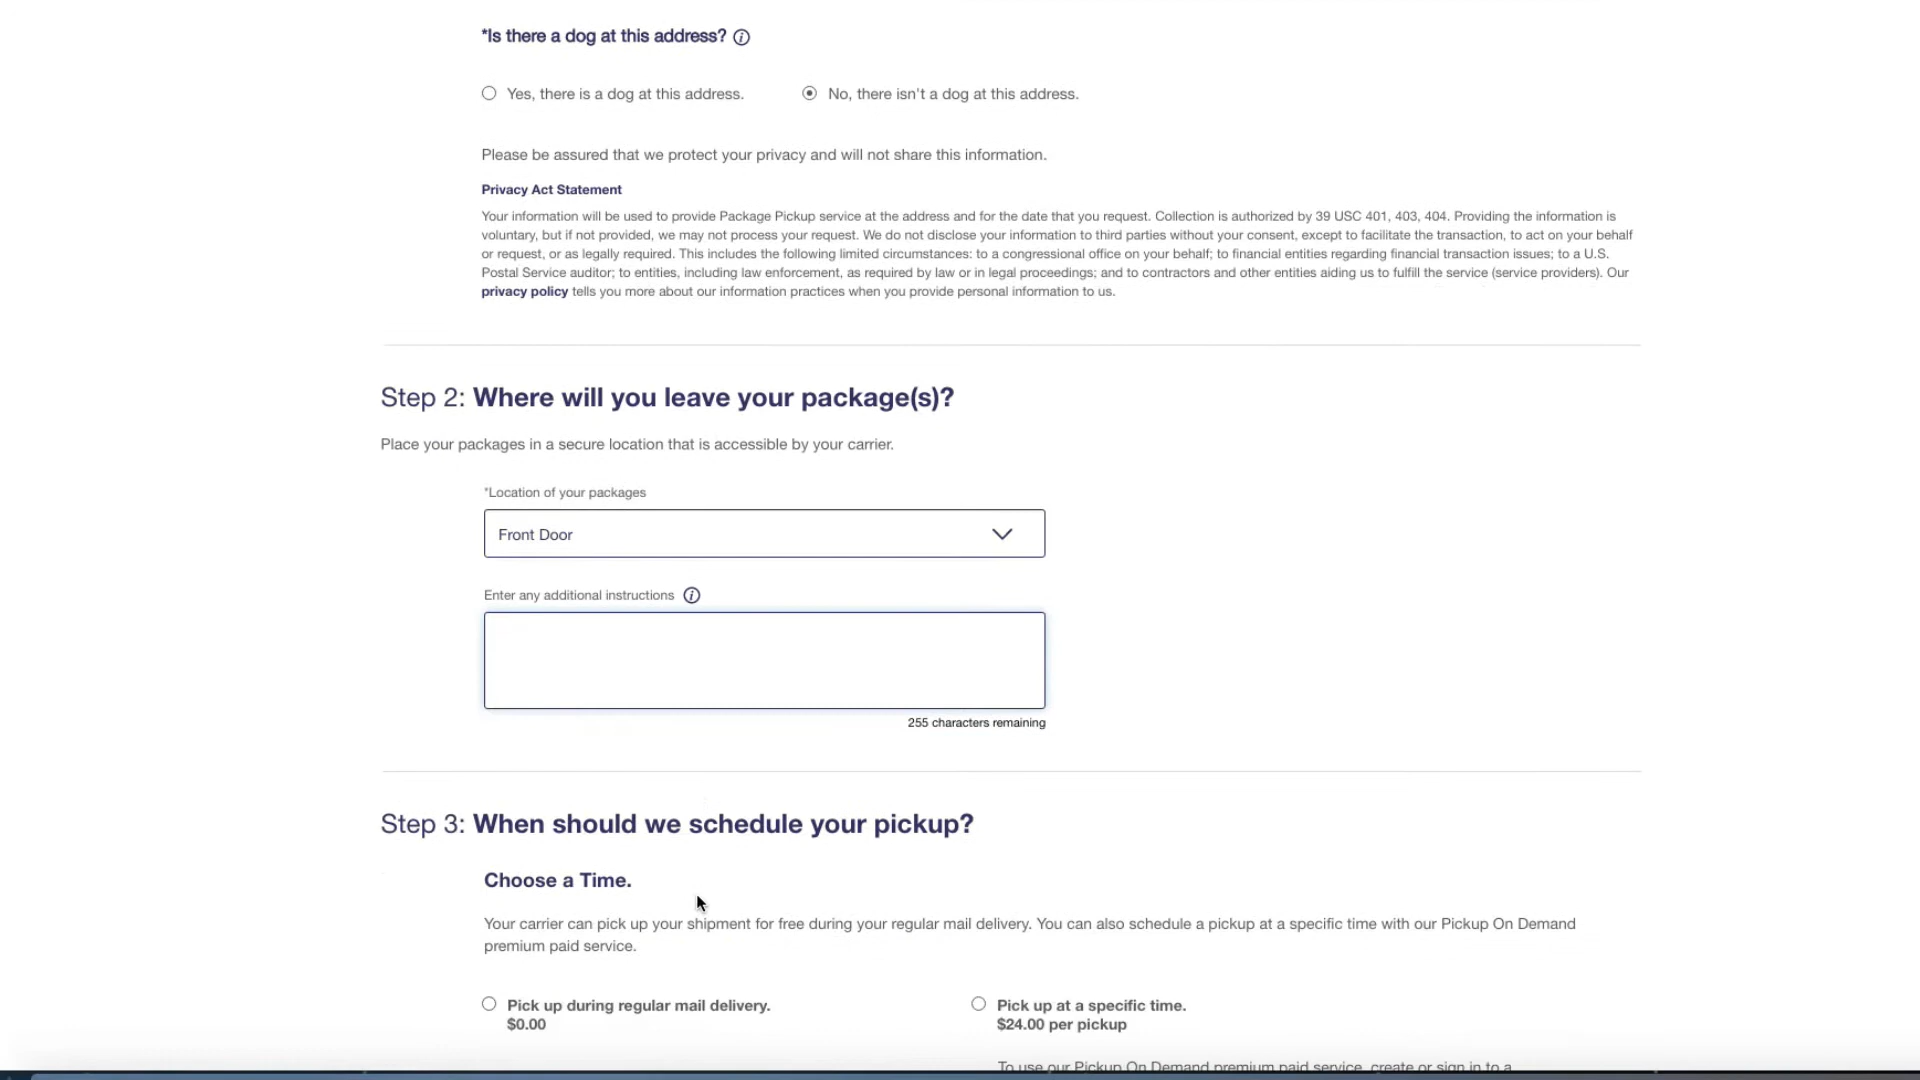 *Is there a dog at this address?
Yes, there is a dog at this address.
No, there isn't a dog at this address.
Please be assured that we protect your privacy and will not share this information.
Privacy Act Statement
Your information will be used to provide Package Pickup service at the address and for the date that you request. Collection is authorized by 39 USC 401, 403, 404. Providing the information is
voluntary, but if not provided, we may not process your request. We do not disclose your information to third parties without your consent, except to facilitate the transaction, to act on your behalf
or request, or as legally required. This includes the following limited circumstances: to a congressional office on your behalf; to financial entities regarding financial transaction issues; to a U.S.
Postal Service auditor; to entities, including law enforcement, as required by law or in legal proceedings; and to contractors and other entities aiding us to fulfill the service (service providers). Our
privacy policy tells you more about our information practices when you provide personal information to us.
Step 2: Where will you leave your package(s)?
Place your packages in a secure location that is accessible by your carrier.
*Location of your packages
Front Door
Enter any additional instructions
255 characters remaining
Step 3: When should we schedule your pickup?
Choose a Time.
Your carrier can pick up your shipment for free during your regular mail delivery. You can also schedule a pickup at a specific time with our Pickup On Demand
premium paid service.
Pick up during regular mail delivery.
$0.00
Pick up at a specific time.
$24.00 per pickup
To use our Pickup On Demand premium paid service, create or sign in to a